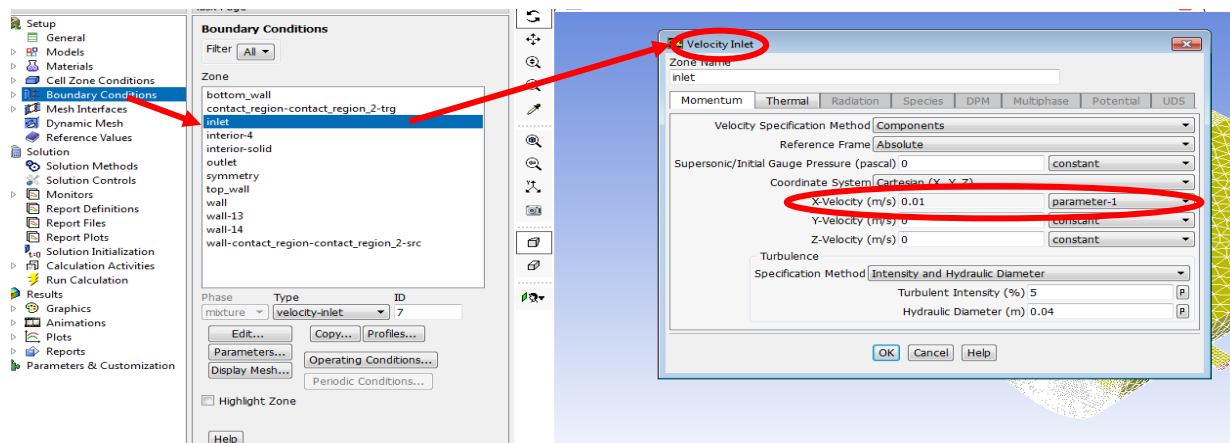 Setup
General
Models
Materials
Cell Zone Conditions
Boundary Conditions
Mesh Interfaces
Dynamic Mesh
Reference Values
Solution
Solution Methods
Solution Controls
Monitors
Report Definitions
Report Files
Report Plots
Solution Initialization
Calculation Activities
Run Calculation
Results
Graphics
Animations
Plots
Reports
Parameters & Customization
Task Page
Boundary Conditions
Filter All
Zone
bottom_wall
contact_region-contact_region_2-trg
inlet
interior-4
interior-solid
outlet
symmetry
top_wall
wall
wall-13
wall-14
wall-contact_region-contact_region_2-src
Phase Type ID
mixture velocity-inlet 7
Edit... Copy... Profiles...
Parameters... Operating Conditions...
Display Mesh... Periodic Conditions...
Highlight Zone
Help
Velocity Inlet
Zone Name
inlet
Momentum Thermal Radiation Species DPM Multiphase Potential UDS
Velocity Specification Method Components
Reference Frame Absolute
Supersonic/Initial Gauge Pressure (pascal) 0 constant
Coordinate System Cartesian (X, Y, Z)
X-Velocity (m/s) 0.01 parameter-1
Y-Velocity (m/s) 0 constant
Z-Velocity (m/s) 0 constant
Turbulence
Specification Method Intensity and Hydraulic Diameter
Turbulent Intensity (%) 5 P
Hydraulic Diameter (m) 0.04 P
OK Cancel Help